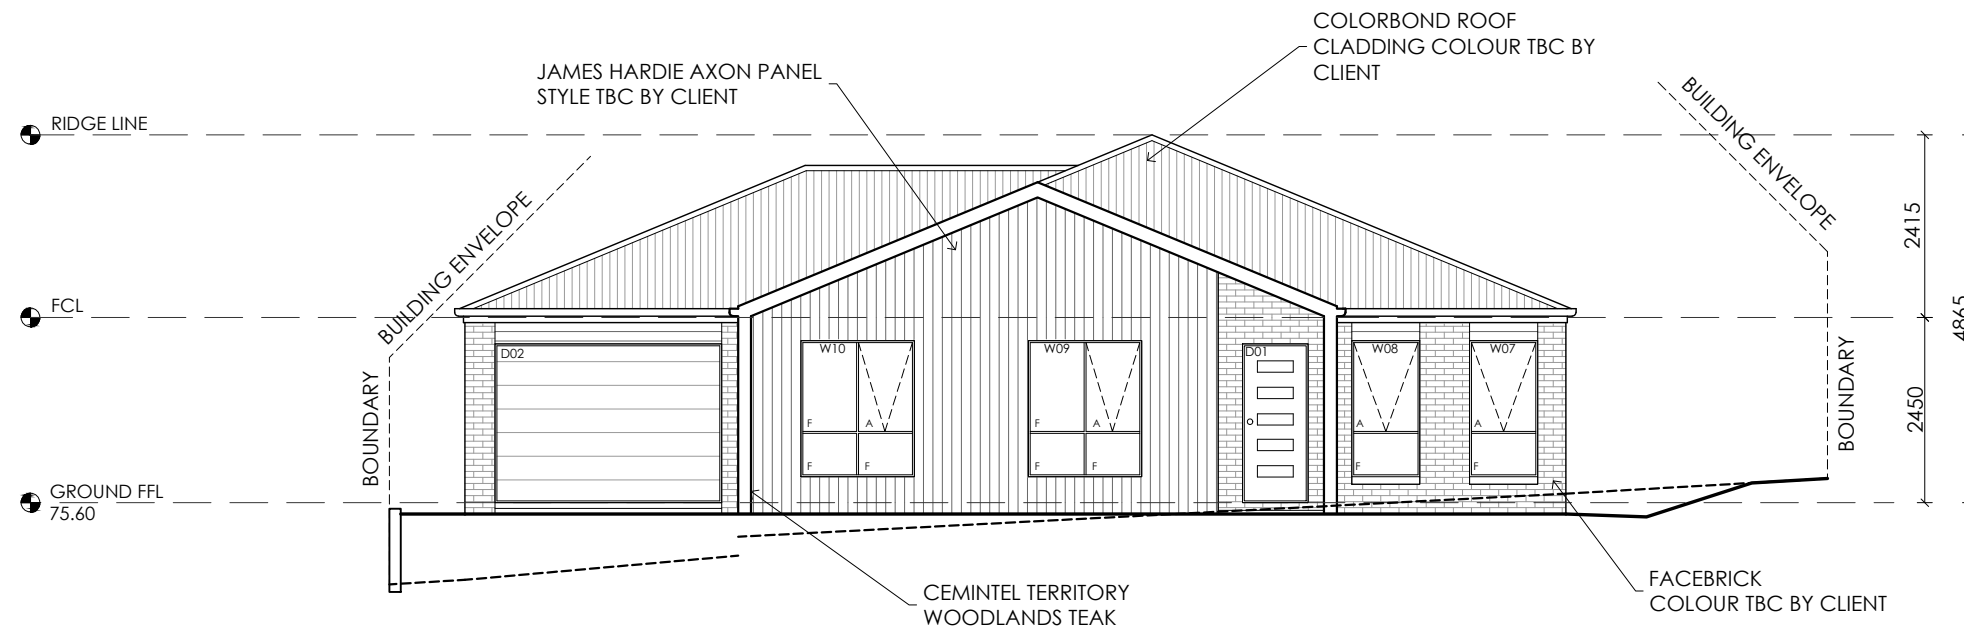 COLORBOND ROOF
CLADDING COLOUR TBC BY
CLIENT
JAMES HARDIE AXON PANEL
STYLE TBC BY CLIENT
BUILDING ENVELOPE
RIDGE LINE
BUILDING ENVELOPE
2415
FCL
4865
D02
W10
W09
D01
W08
W07
BOUNDARY
BOUNDARY
2450
F
A
F
A
A
A
F
F
F
F
F
F
GROUND FFL
75.60
CEMINTEL TERRITORY
WOODLANDS TEAK
FACEBRICK
COLOUR TBC BY CLIENT